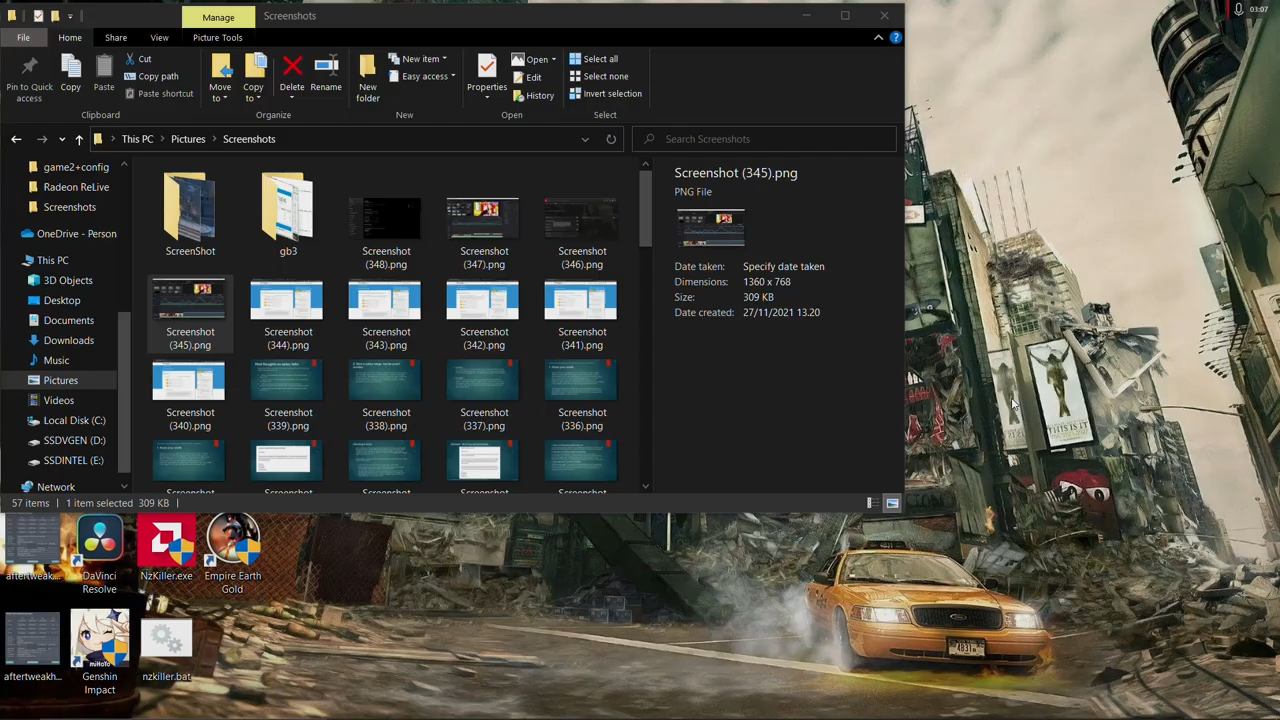 Manage
Screenshots
03:07
File
Home
Share
View
Picture Tools
Pin to Quick
access
Copy
Paste
Cut
Copy path
Paste shortcut
Clipboard
Move
to
Copy
to
Delete
Rename
Organize
New
folder
New item
Easy access
New
Properties
Open
Edit
History
Open
Select all
Select none
Invert selection
Select
This PC
Pictures
Screenshots
Search Screenshots
game2+config
Radeon ReLive
Screenshots
OneDrive - Person
This PC
3D Objects
Desktop
Documents
Downloads
Music
Pictures
Videos
Local Disk (C:)
SSDVGEN (D:)
SSDINTEL (E:)
Network
ScreenShot
gb3
Screenshot
(348).png
Screenshot
(347).png
Screenshot
(346).png
Screenshot
(345).png
Screenshot
(344).png
Screenshot
(343).png
Screenshot
(342).png
Screenshot
(341).png
Screenshot
(340).png
Screenshot
(339).png
Screenshot
(338).png
Screenshot
(337).png
Screenshot
(336).png
Screenshot (345).png
PNG File
Date taken: Specify date taken
Dimensions: 1360 x 768
Size: 309 KB
Date created: 27/11/2021 13.20
57 items
1 item selected 309 KB
aftertweak...
DaVinci
Resolve
NzKiller.exe
Empire Earth
Gold
aftertweakh...
Genshin
Impact
nzkiller.bat
miHoYo
THIS IS IT